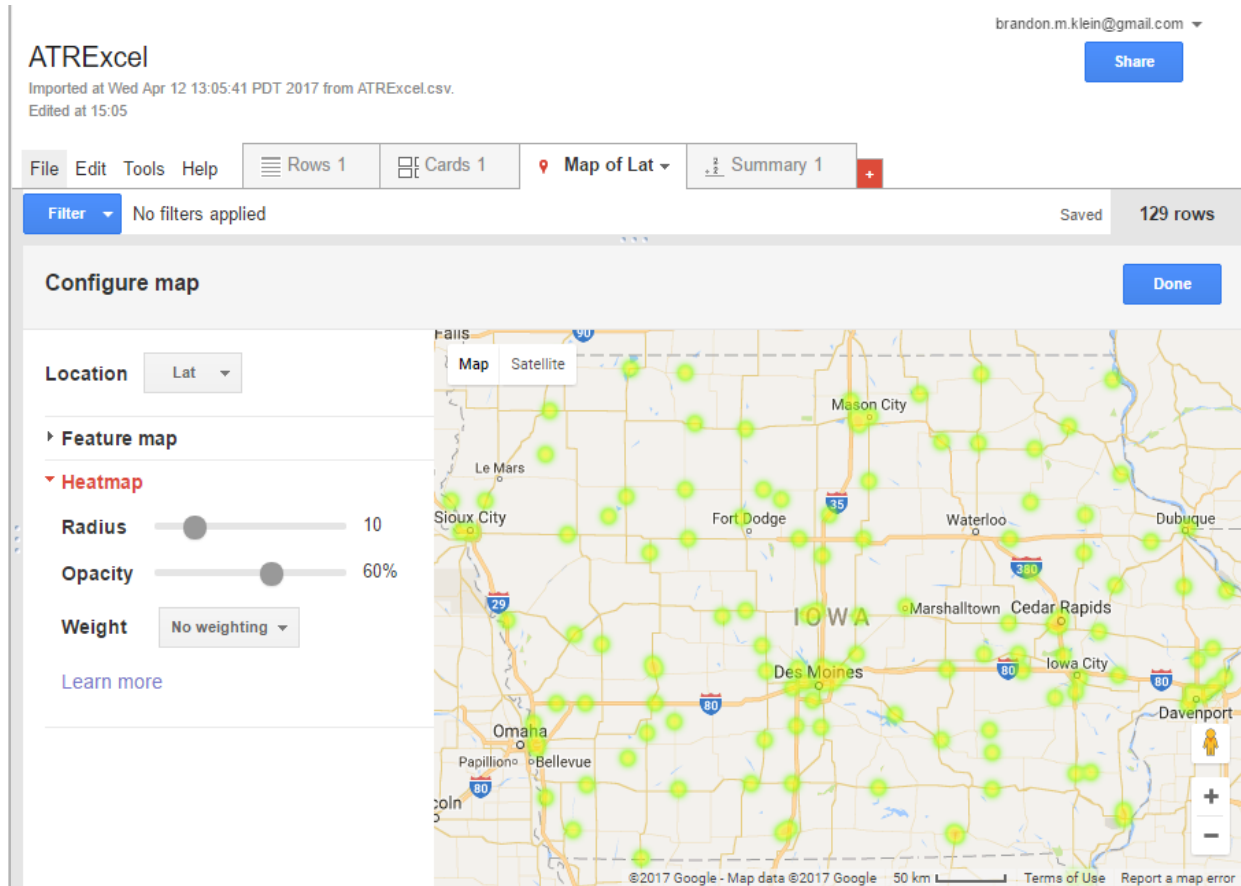 brandon.m.klein@gmail.com
ATRExcel
Share
Imported at Wed Apr 12 13:05:41 PDT 2017 from ATRExcel.csv.
Edited at 15:05
File Edit Tools Help Rows 1 Cards 1 Map of Lat Summary 1 +
Filter No filters applied Saved 129 rows
Configure map Done
Location Lat
Feature map
Heatmap
Radius 10
Opacity 60%
Weight No weighting
Learn more
Falls 90
Map Satellite
Mason City
Le Mars
35
Sioux City Fort Dodge Waterloo Dubuque
380
29 Marshalltown Cedar Rapids
IOWA
Des Moines 80 Iowa City 80
80 Davenport
Omaha
Papillion Bellevue
80
coln
+
−
©2017 Google - Map data ©2017 Google 50 km Terms of Use Report a map error